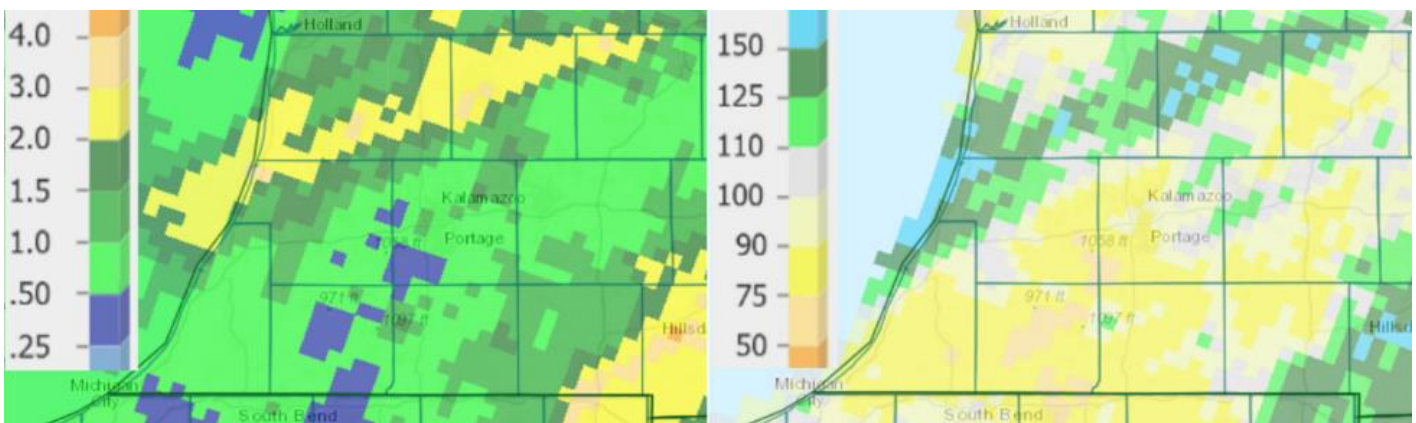 4.0
3.0
2.0
1.5
1.0
.50
.25
Holland
Kalamazoo
Portage
1058 ft
971 ft
1097 ft
Hillsd
Michigan
City
South Bend
150
125
110
100
90
75
50
Holland
Kalamazoo
Portage
1058 ft
971 ft
1097 ft
Hillsd
Michigan
City
South Bend